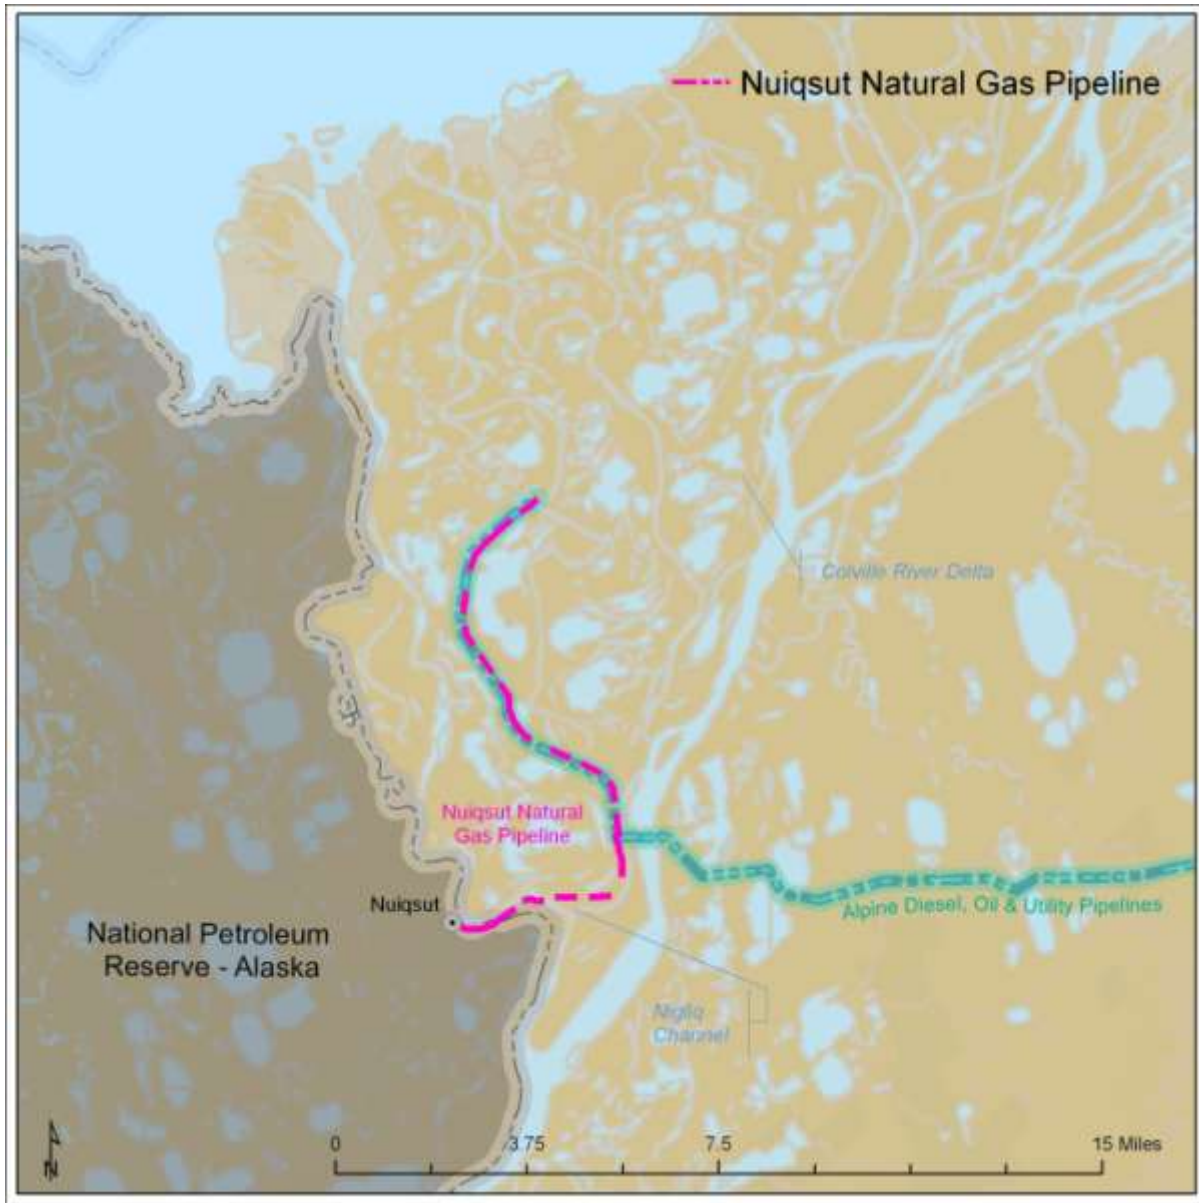 Nuiqsut Natural Gas Pipeline
Colville River Delta
Nuiqsut Natural
Gas Pipeline
Nuiqsut
Alpine Diesel, Oil & Utility Pipelines
National Petroleum
Reserve - Alaska
Nigliq
Channel
0 3.75 7.5 15 Miles
N